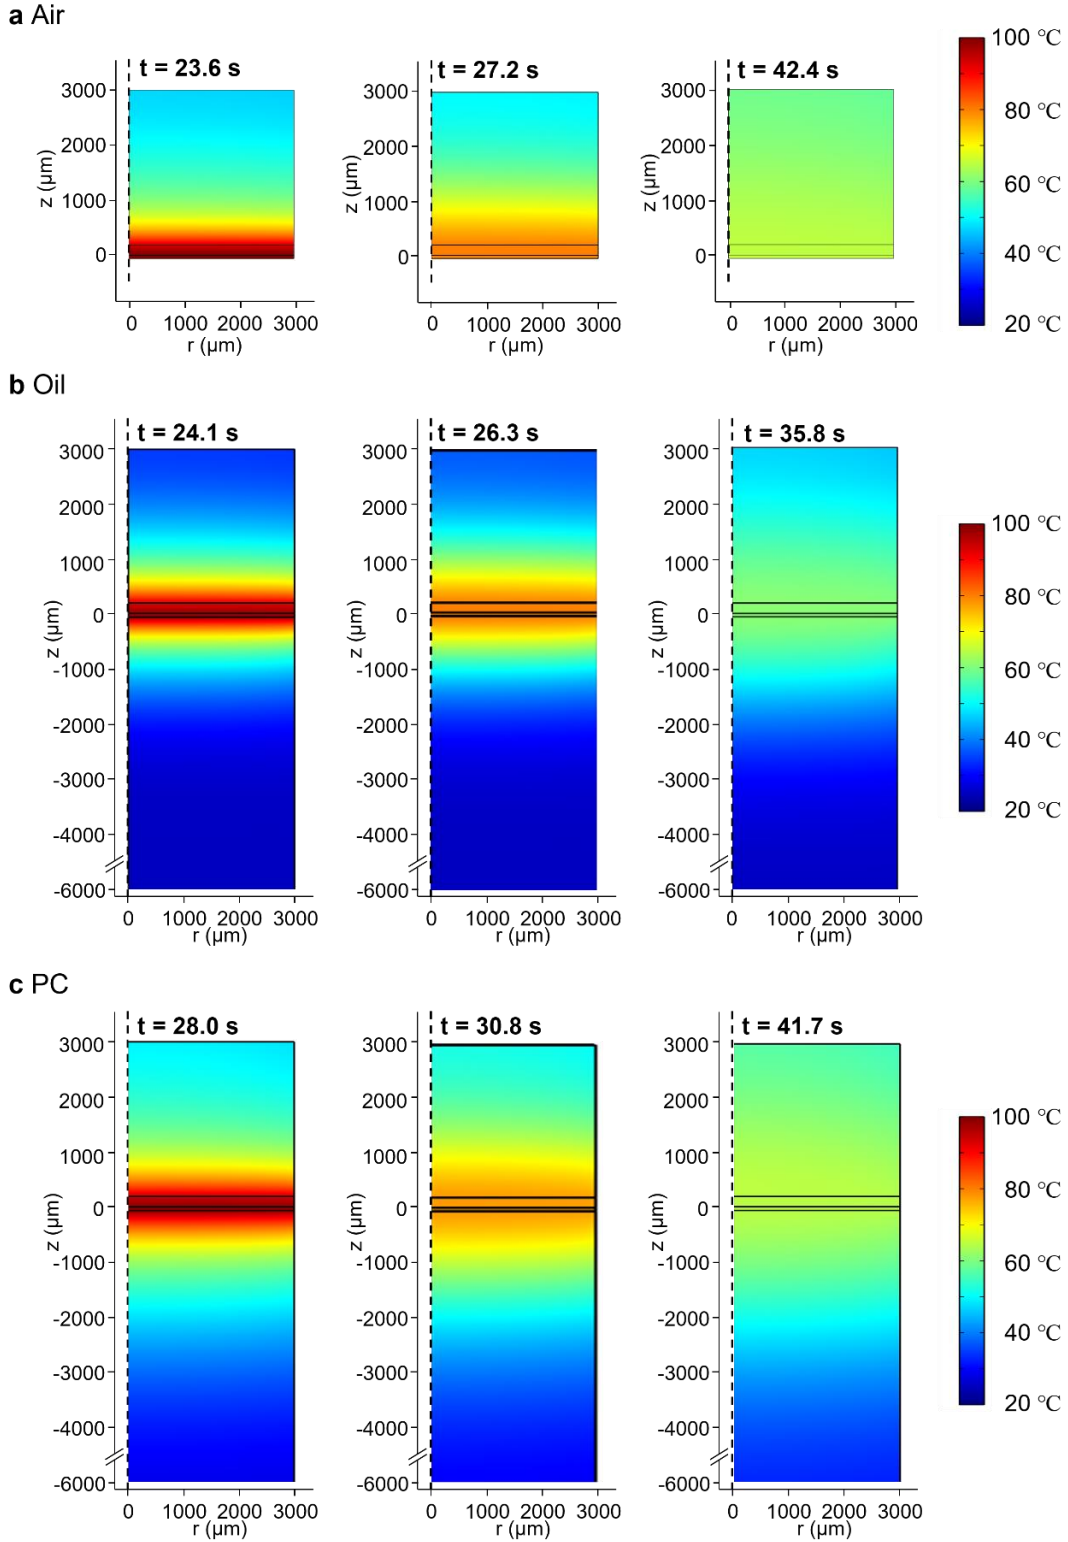 a Air
t = 23.6 s
t = 27.2 s
t = 42.4 s
100 °C
80 °C
60 °C
40 °C
20 °C
3000
2000
1000
0
z (µm)
0 1000 2000 3000
r (µm)
3000
2000
1000
0
z (µm)
0 1000 2000 3000
r (µm)
3000
2000
1000
0
z (µm)
0 1000 2000 3000
r (µm)
b Oil
t = 24.1 s
t = 26.3 s
t = 35.8 s
3000
2000
1000
0
-1000
-2000
-3000
-4000
-6000
z (µm)
0 1000 2000 3000
r (µm)
3000
2000
1000
0
-1000
-2000
-3000
-4000
-6000
z (µm)
0 1000 2000 3000
r (µm)
3000
2000
1000
0
-1000
-2000
-3000
-4000
-6000
z (µm)
0 1000 2000 3000
r (µm)
100 °C
80 °C
60 °C
40 °C
20 °C
c PC
t = 28.0 s
t = 30.8 s
t = 41.7 s
3000
2000
1000
0
-1000
-2000
-3000
-4000
-6000
z (µm)
0 1000 2000 3000
r (µm)
3000
2000
1000
0
-1000
-2000
-3000
-4000
-6000
z (µm)
0 1000 2000 3000
r (µm)
3000
2000
1000
0
-1000
-2000
-3000
-4000
-6000
z (µm)
0 1000 2000 3000
r (µm)
100 °C
80 °C
60 °C
40 °C
20 °C